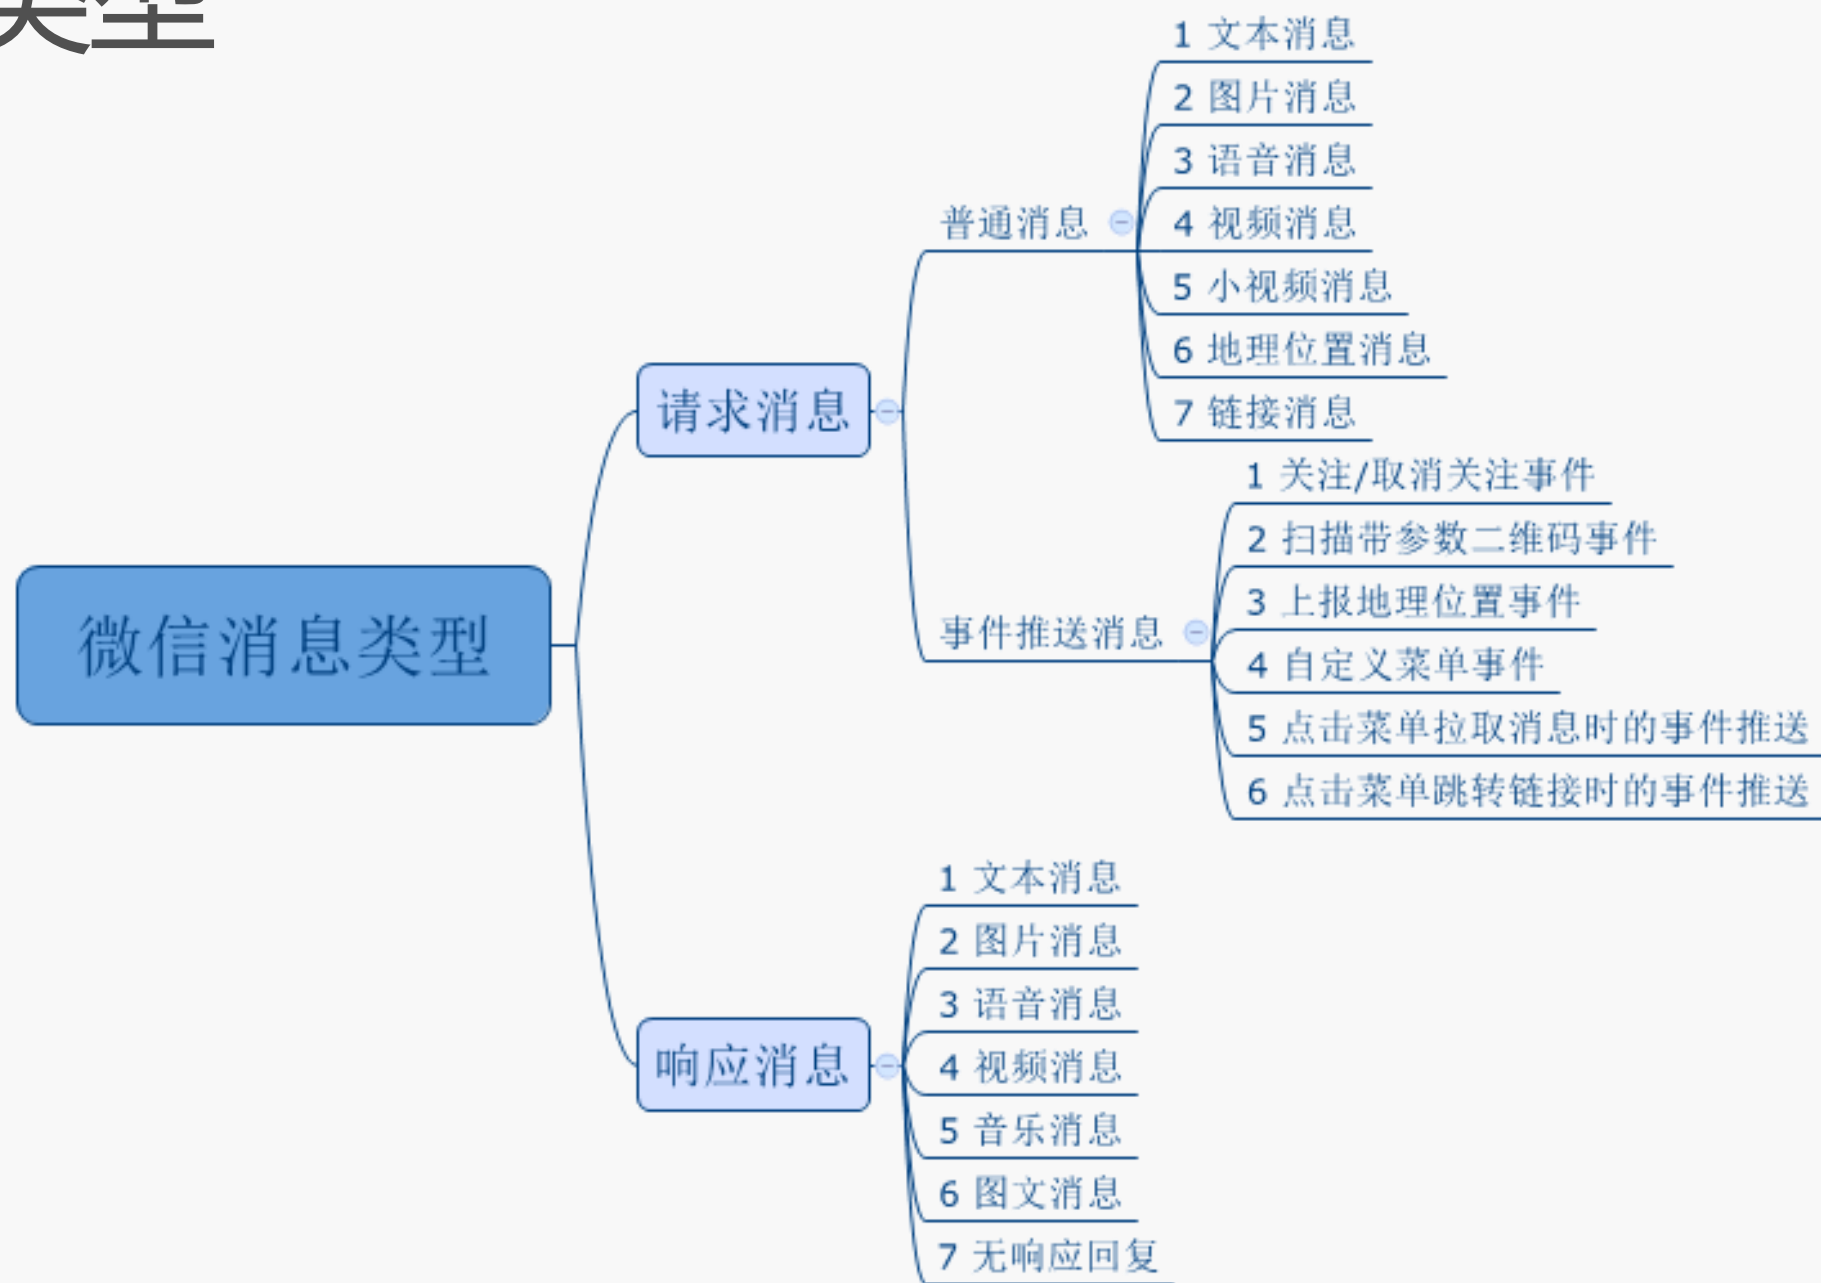 类型
微信消息类型
请求消息
普通消息
1 文本消息
2 图片消息
3 语音消息
4 视频消息
5 小视频消息
6 地理位置消息
7 链接消息
事件推送消息
1 关注/取消关注事件
2 扫描带参数二维码事件
3 上报地理位置事件
4 自定义菜单事件
5 点击菜单拉取消息时的事件推送
6 点击菜单跳转链接时的事件推送
响应消息
1 文本消息
2 图片消息
3 语音消息
4 视频消息
5 音乐消息
6 图文消息
7 无响应回复